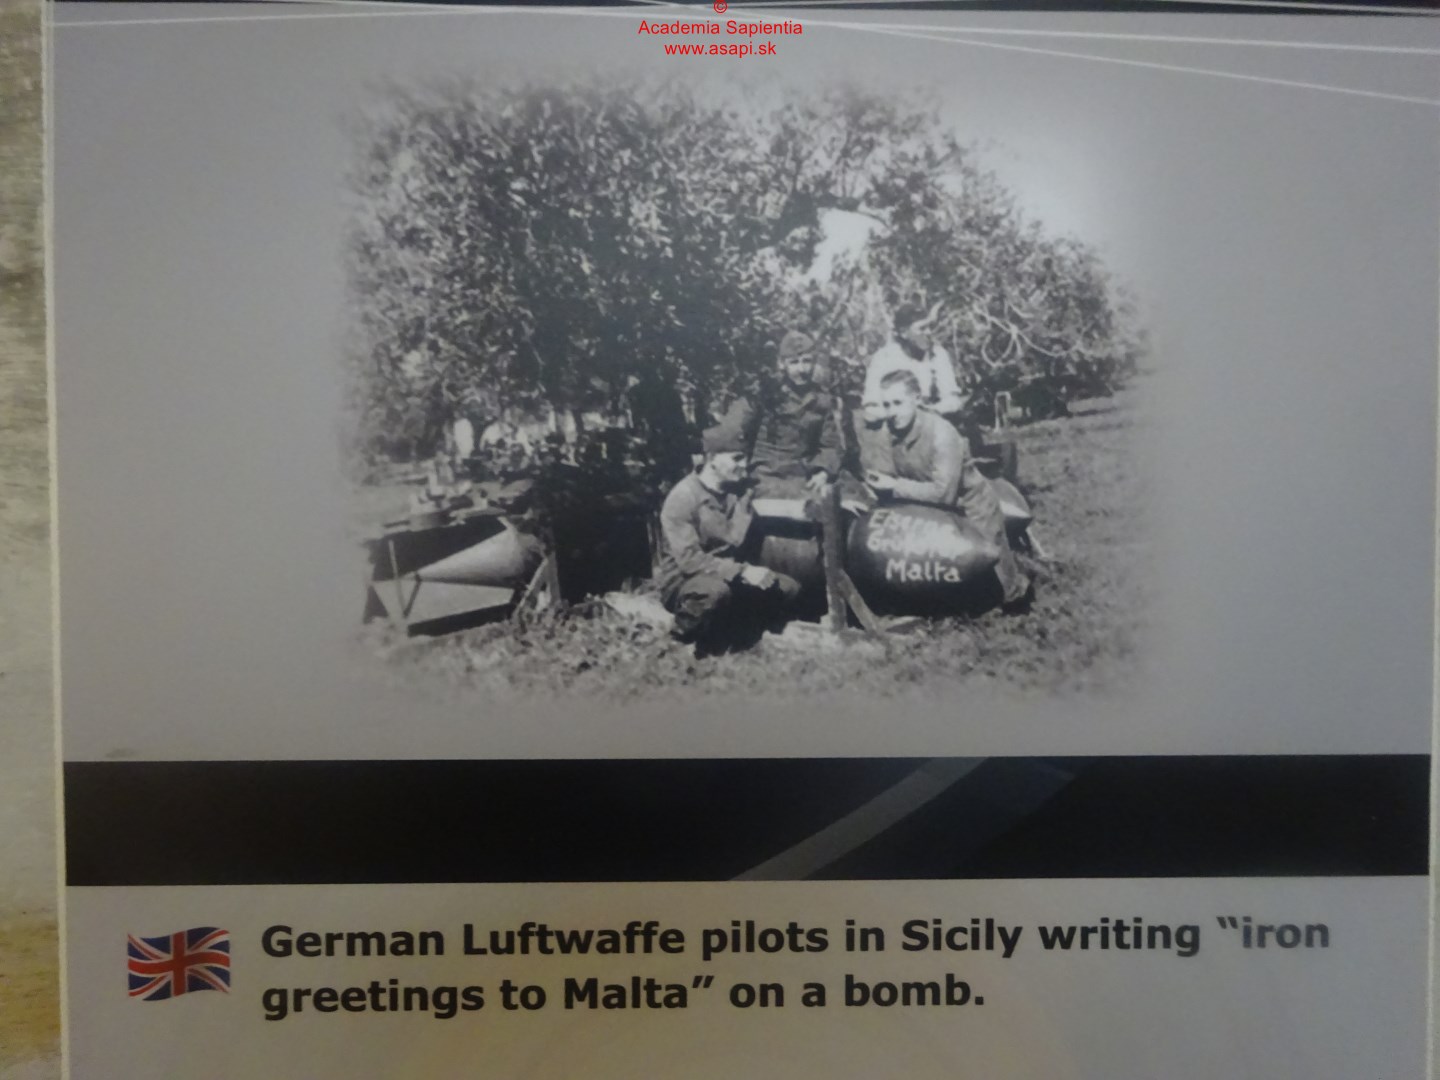 ©
Academia Sapientia
www.asapi.sk
Malta
German Luftwaffe pilots in Sicily writing “iron
greetings to Malta” on a bomb.